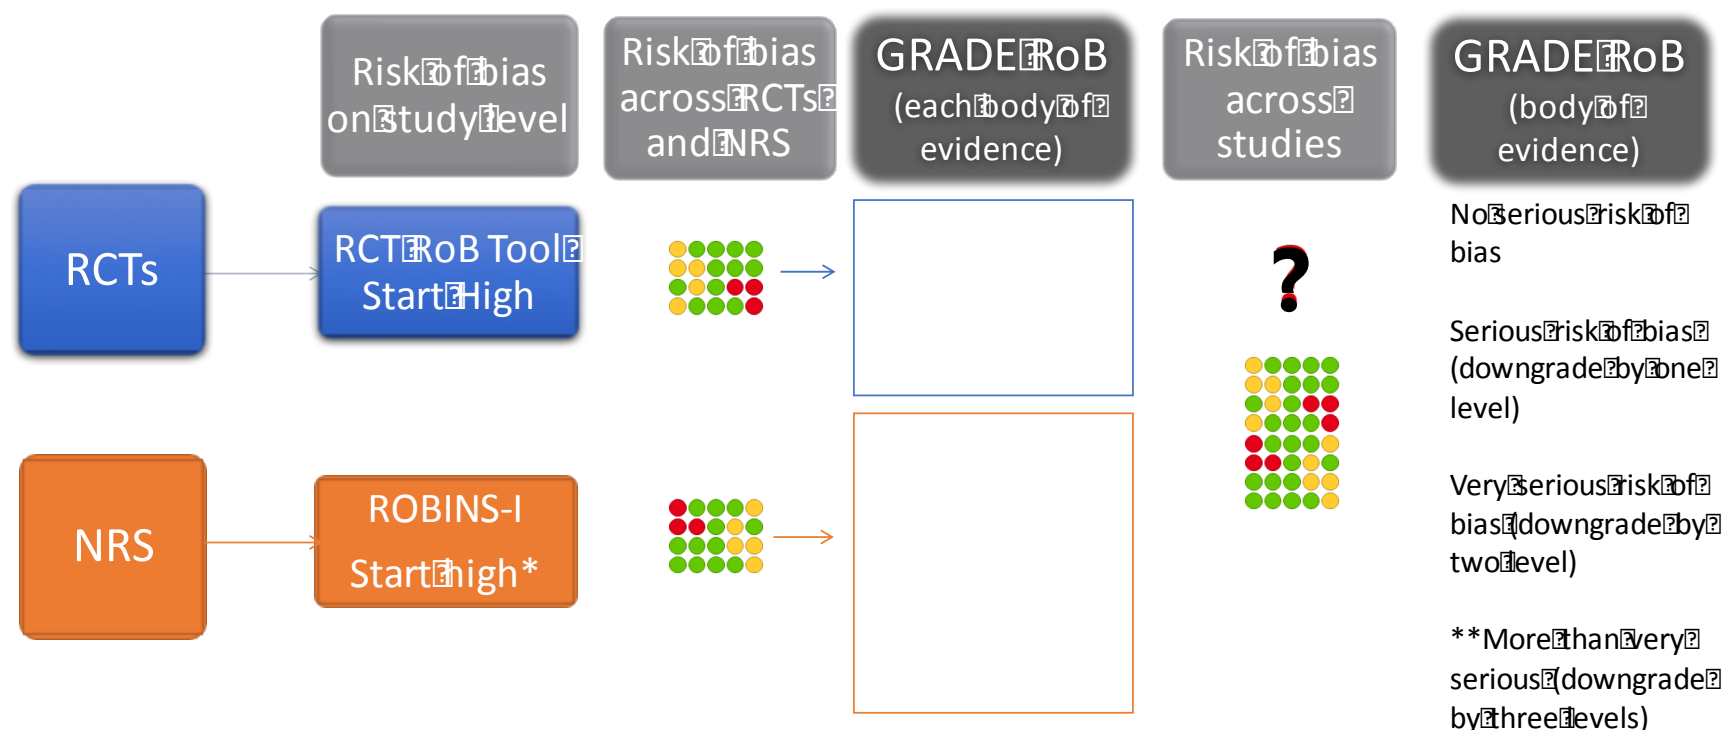 Risk of bias
on study level
Risk of bias
across RCTs
and NRS
GRADE RoB
(each body of
evidence)
Risk of bias
across
studies
GRADE RoB
(body of
evidence)
RCTs
RCT RoB Tool
Start High
?
No serious risk of
bias
Serious risk of bias
(downgrade by one
level)
Very serious risk of
bias (downgrade by
two level)
**More than very
serious (downgrade
by three levels)
NRS
ROBINS-I
Start high*